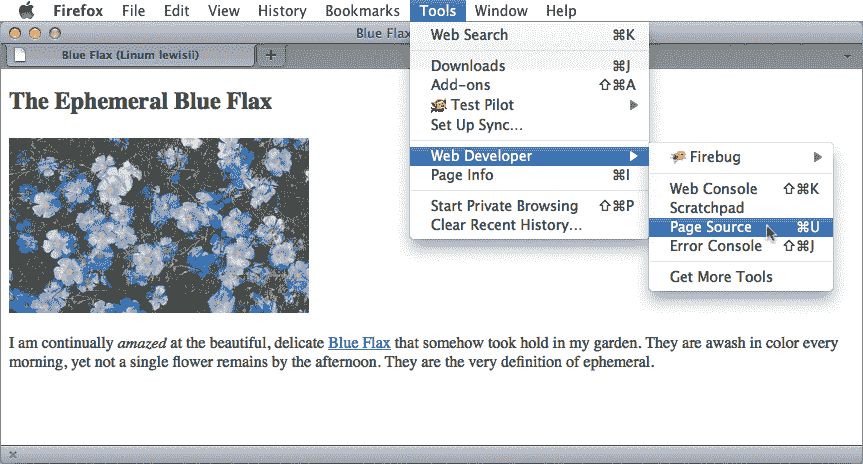 Firefox File Edit View History Bookmarks Tools Window Help
Blue Flax
Blue Flax (Linum lewisii)
+
Web Search ⌘K
Downloads ⌘J
Add-ons ⇧⌘A
Test Pilot ▶
Set Up Sync...
Web Developer ▶
Page Info ⌘I
Start Private Browsing ⇧⌘P
Clear Recent History...
Firebug ▶
Web Console ⇧⌘K
Scratchpad
Page Source ⌘U
Error Console ⇧⌘J
Get More Tools
The Ephemeral Blue Flax
I am continually amazed at the beautiful, delicate Blue Flax that somehow took hold in my garden. They are awash in color every
morning, yet not a single flower remains by the afternoon. They are the very definition of ephemeral.